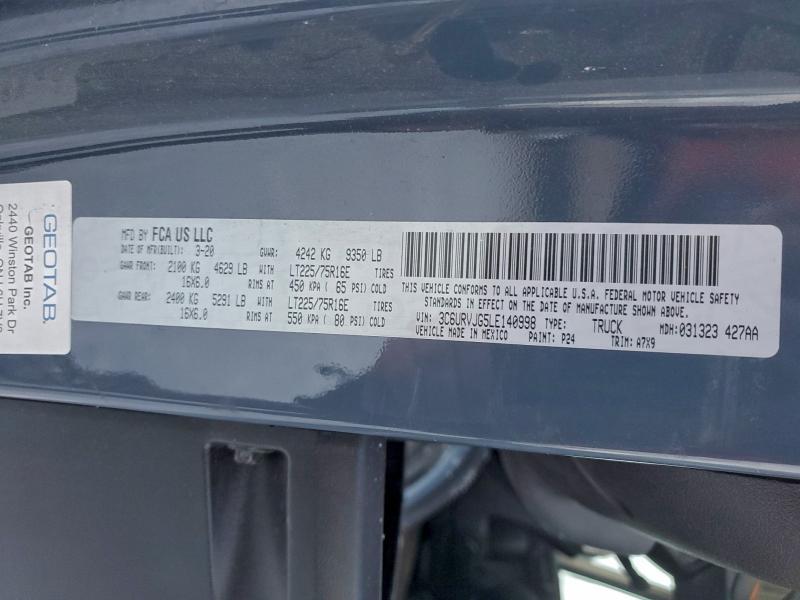 GEOTAB.
GEOTAB Inc.
2440 Winston Park Dr
MFD BY FCA US LLC
DATE OF MFR(BUILT): 3-20 GVWR: 4242 KG 9350 LB
GAWR FRONT: 2100 KG 4629 LB WITH LT225/75R16E TIRES
16X6.0 RIMS AT 450 KPA ( 65 PSI) COLD
GAWR REAR: 2400 KG 5291 LB WITH LT225/75R16E TIRES
16X6.0 RIMS AT 550 KPA ( 80 PSI) COLD
THIS VEHICLE CONFORMS TO ALL APPLICABLE U.S.A. FEDERAL MOTOR VEHICLE SAFETY
STANDARDS IN EFFECT ON THE DATE OF MANUFACTURE SHOWN ABOVE.
VIN: 3C6URVJG5LE140998 TYPE: TRUCK MDH: 031323 427AA
VEHICLE MADE IN MEXICO PAINT: P24 TRIM: A7X9